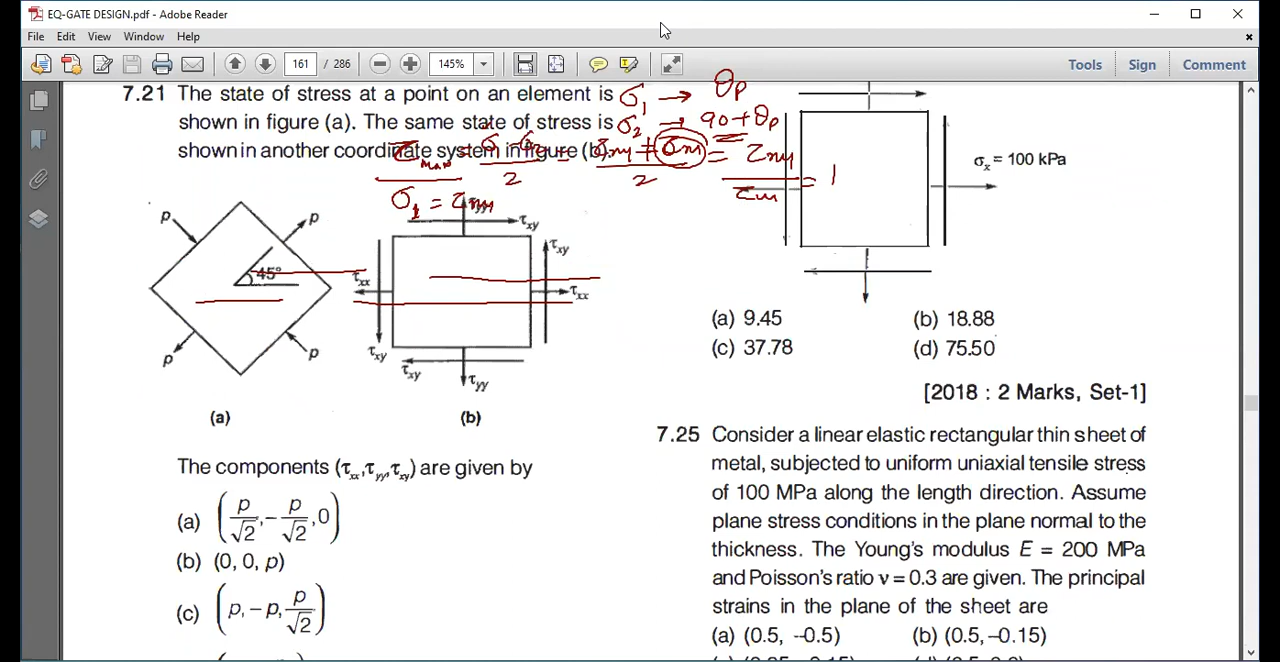 EQ-GATE DESIGN.pdf - Adobe Reader
File Edit View Window Help
161 / 286 145% Tools Sign Comment
7.21 The state of stress at a point on an element is
shown in figure (a). The same state of stress is
shown in another coordinate system in figure (b).
σ₁ → θp
σ₂ → 90+θp
= 1
p
p
45°
p
p
(a)
τyy
τxy
τxy
τxx
τxx
τxy
τxy
τyy
(b)
The components (τxx,τyy,τxy) are given by
(a) (p/√2, -p/√2, 0)
(b) (0, 0, p)
(c) (p, -p, p/√2)
σx = 100 kPa
(a) 9.45 (b) 18.88
(c) 37.78 (d) 75.50
[2018 : 2 Marks, Set-1]
7.25 Consider a linear elastic rectangular thin sheet of
metal, subjected to uniform uniaxial tensile stress
of 100 MPa along the length direction. Assume
plane stress conditions in the plane normal to the
thickness. The Young's modulus E = 200 MPa
and Poisson's ratio ν = 0.3 are given. The principal
strains in the plane of the sheet are
(a) (0.5, -0.5) (b) (0.5, -0.15)